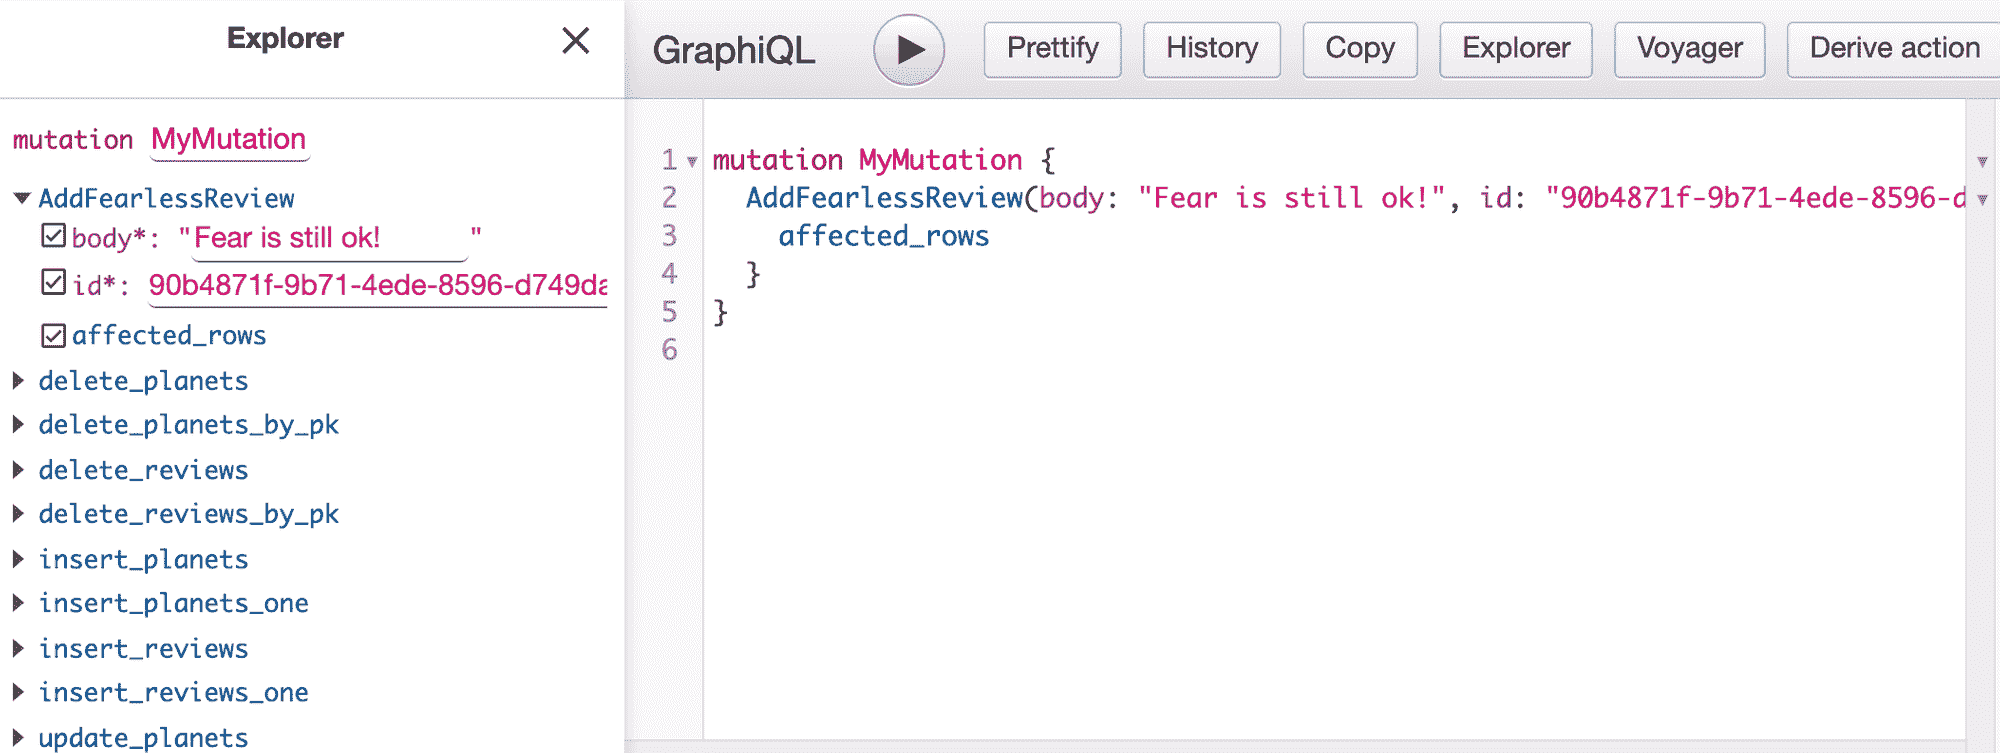 Explorer
mutation MyMutation
AddFearlessReview
body*: "Fear is still ok! "
id*: 90b4871f-9b71-4ede-8596-d749da
affected_rows
delete_planets
delete_planets_by_pk
delete_reviews
delete_reviews_by_pk
insert_planets
insert_planets_one
insert_reviews
insert_reviews_one
update_planets
GraphiQL Prettify History Copy Explorer Voyager Derive action
1 mutation MyMutation {
2 AddFearlessReview(body: "Fear is still ok!", id: "90b4871f-9b71-4ede-8596-d
3 affected_rows
4 }
5 }
6